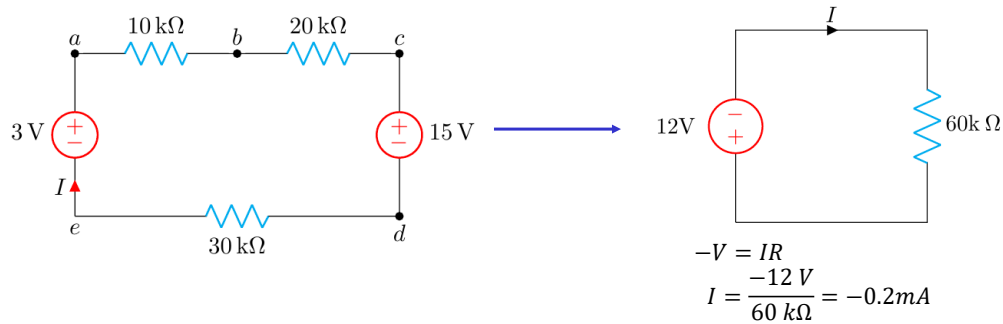 10 kΩ
20 kΩ
a
b
c
3 V
+
−
+
−
15 V
I
e
30 kΩ
d
I
12V
−
+
60k Ω
−V = IR
I = −12 V / 60 kΩ = −0.2mA